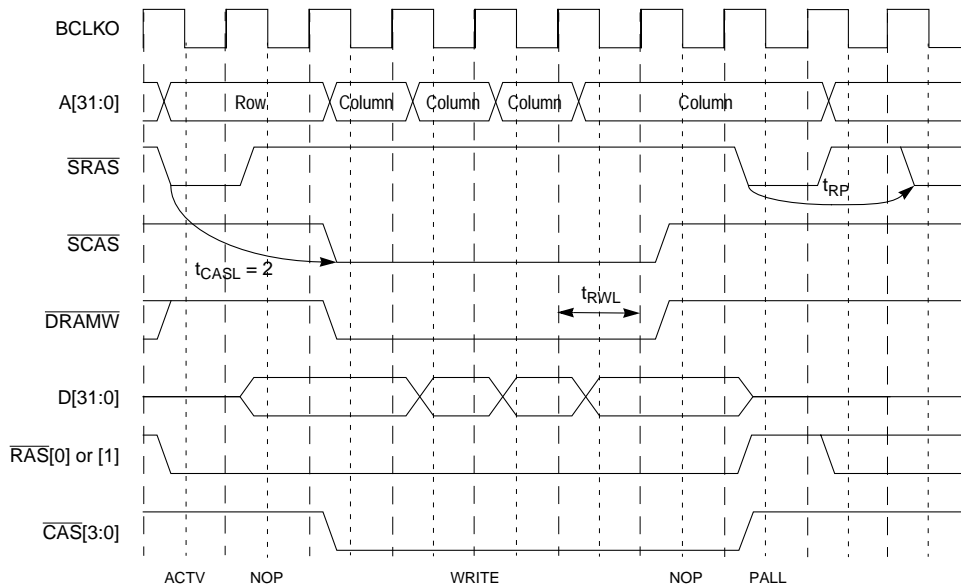 BCLKO
A[31:0] Row Column Column Column Column
SRAS
tRP
SCAS
tCASL = 2
tRWL
DRAMW
D[31:0]
RAS[0] or [1]
CAS[3:0]
ACTV NOP WRITE NOP PALL